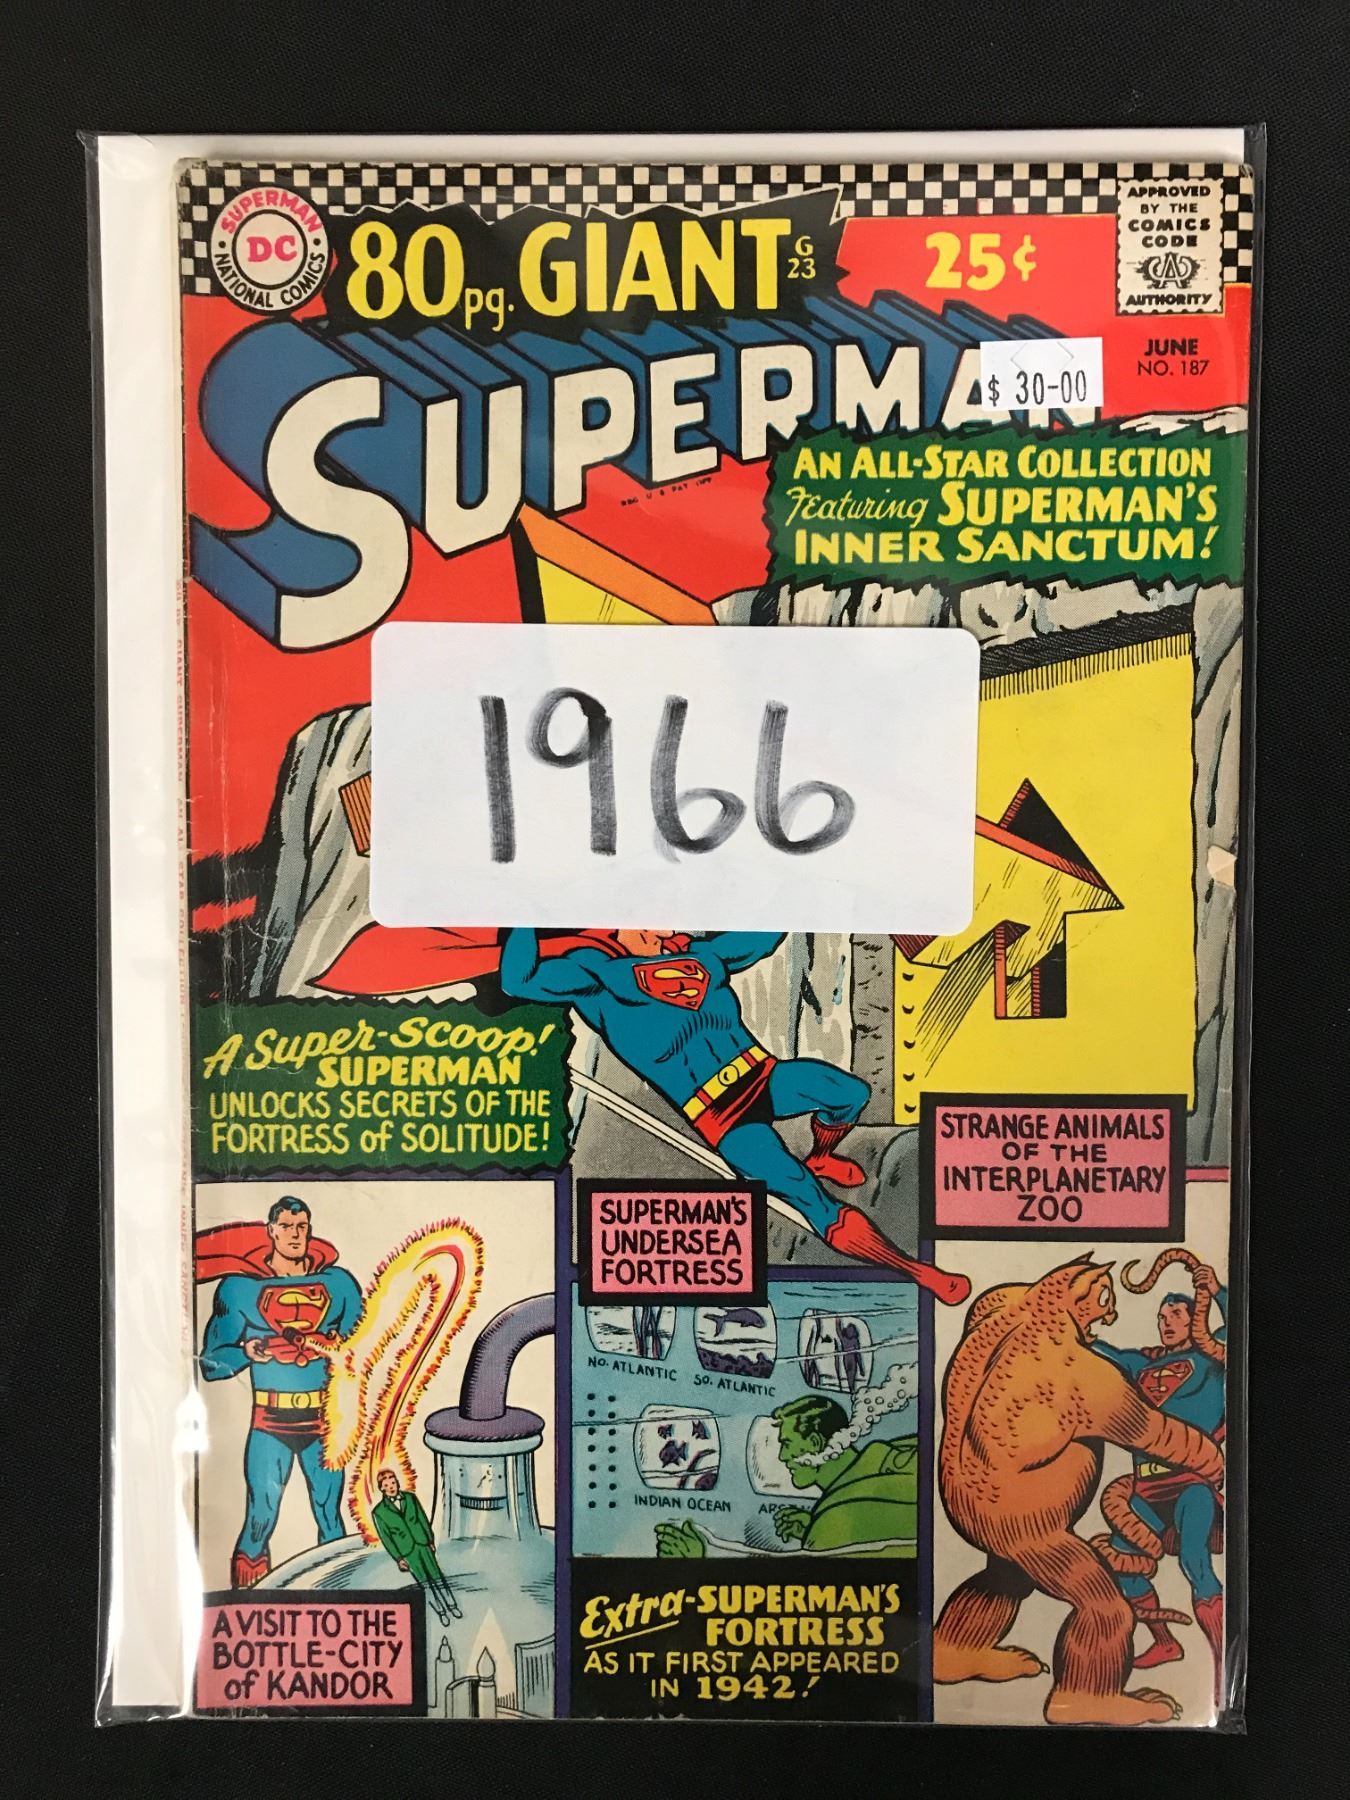 SUPERMAN
DC
NATIONAL COMICS
80 pg. GIANT
G
23
25¢
APPROVED
BY THE
COMICS
CODE
AUTHORITY
JUNE
NO. 187
SUPERMAN
$ 30-00
AN ALL-STAR COLLECTION
Featuring SUPERMAN'S
INNER SANCTUM!
1966
A SUPER-SCOOP!
SUPERMAN
UNLOCKS SECRETS OF THE
FORTRESS of SOLITUDE!
STRANGE ANIMALS
OF THE
INTERPLANETARY
ZOO
SUPERMAN'S
UNDERSEA
FORTRESS
NO. ATLANTIC
SO. ATLANTIC
INDIAN OCEAN
A VISIT TO THE
BOTTLE-CITY
of KANDOR
Extra-SUPERMAN'S
FORTRESS
AS IT FIRST APPEARED
IN 1942!